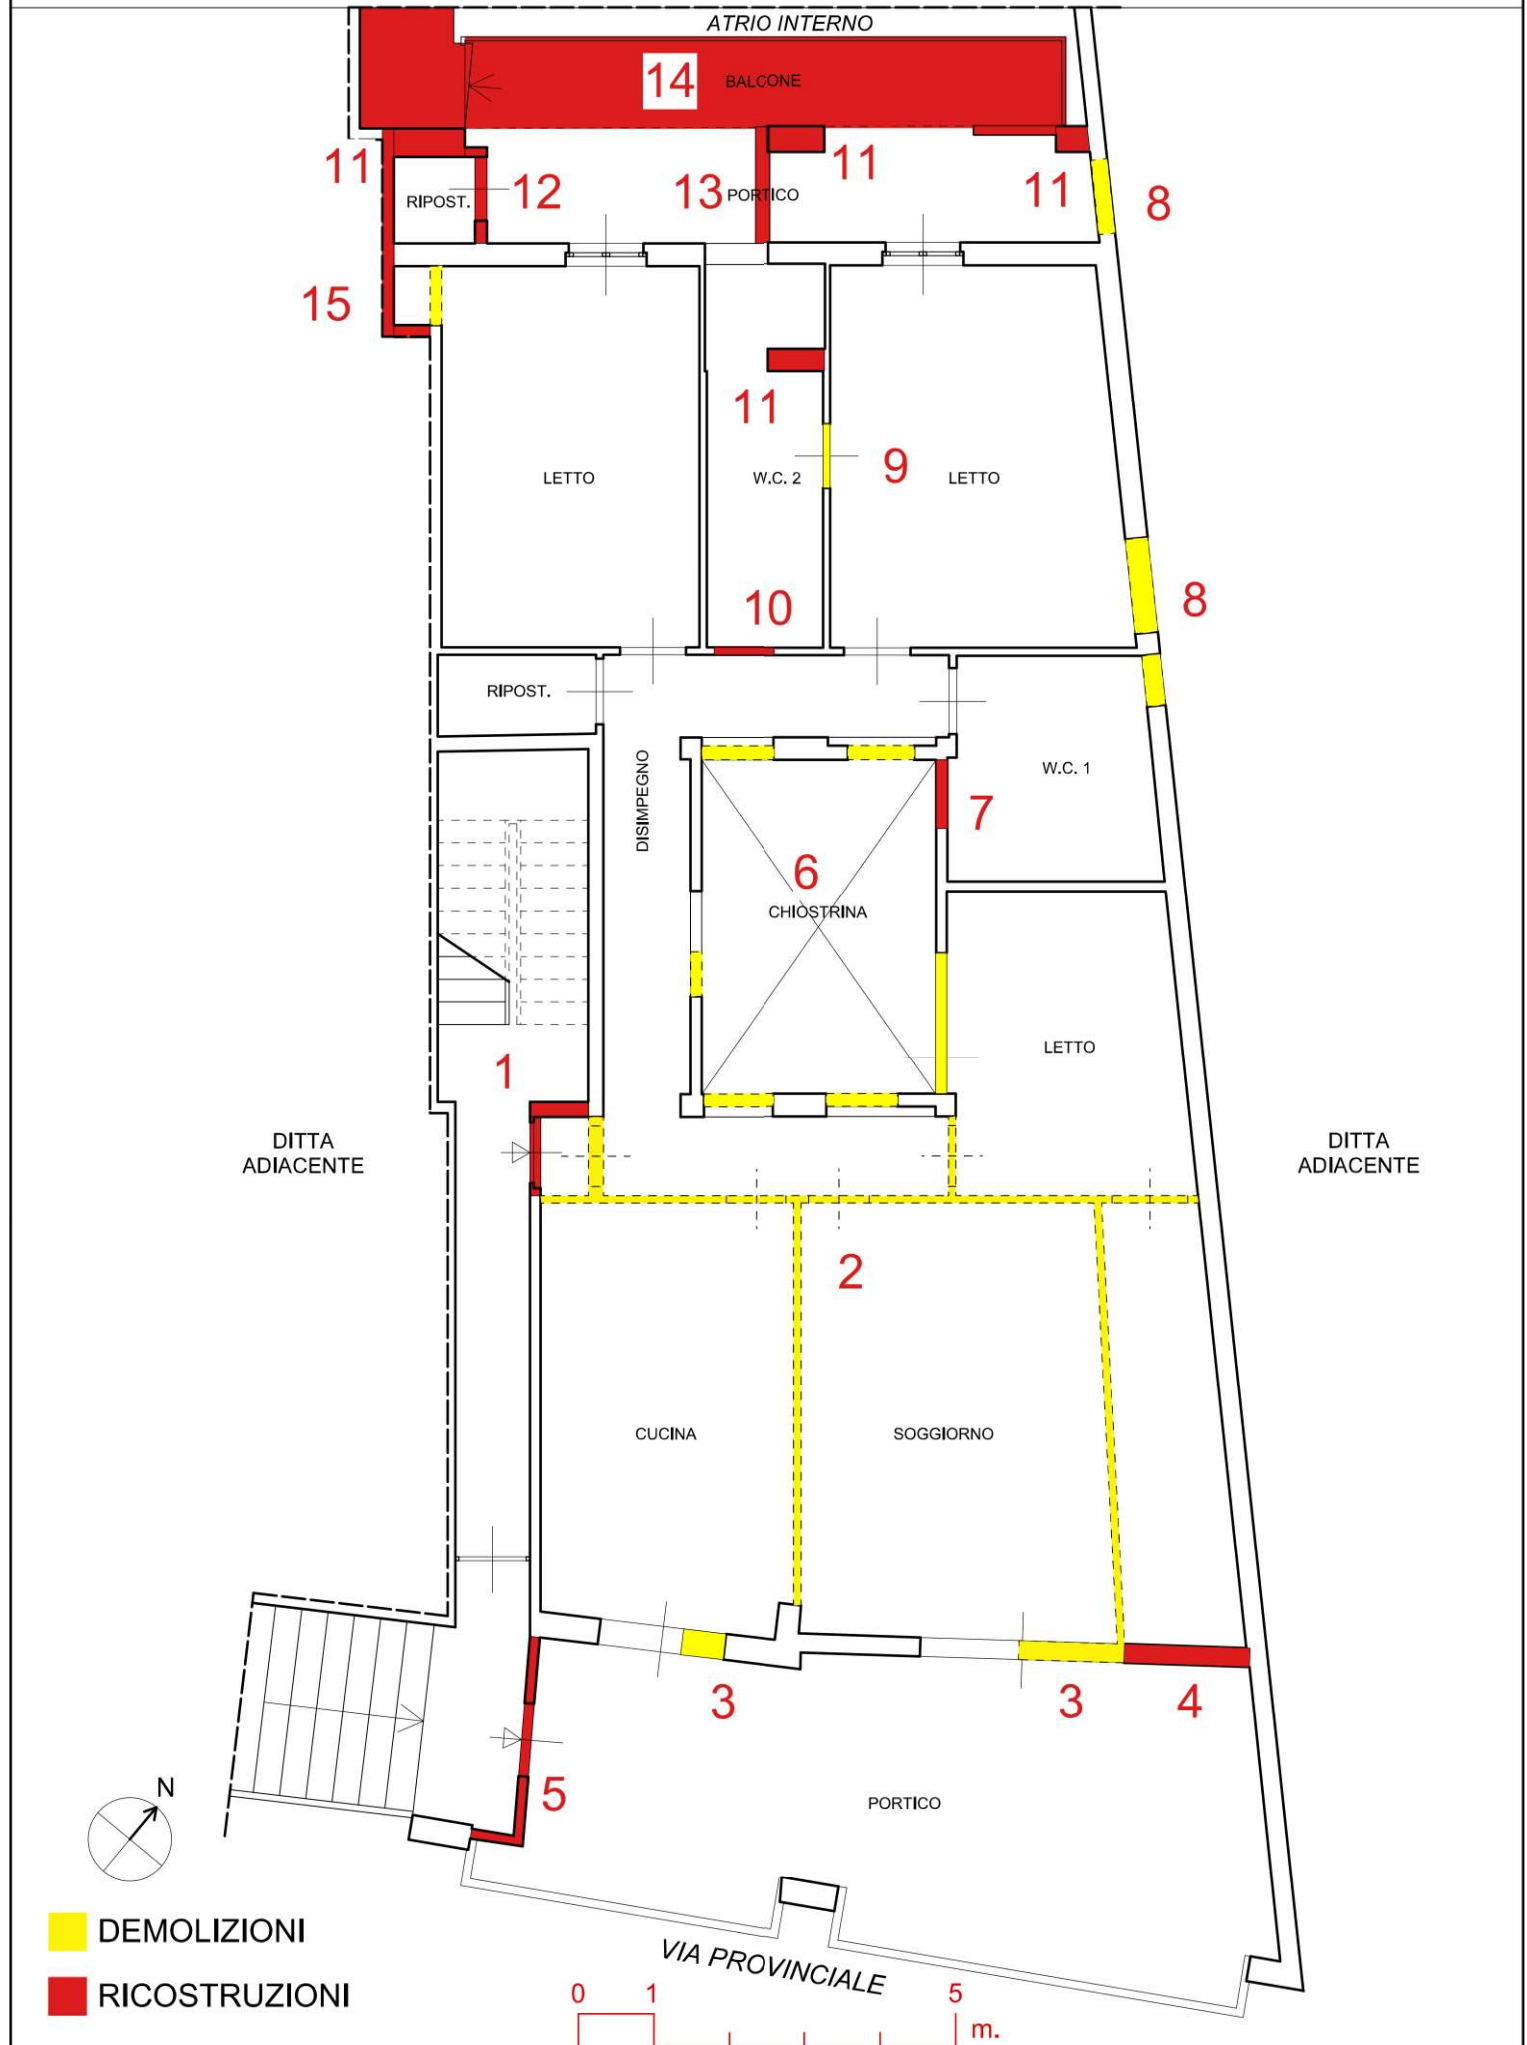 ATRIO INTERNO
14
BALCONE
11
RIPOST.
12
13
PORTICO
11
11
8
15
11
9
LETTO
W.C. 2
LETTO
10
8
RIPOST.
DISIMPEGNO
W.C. 1
7
6
CHIOSTRINA
1
LETTO
DITTA
ADIACENTE
DITTA
ADIACENTE
2
CUCINA
SOGGIORNO
3
3
4
5
PORTICO
N
DEMOLIZIONI
VIA PROVINCIALE
RICOSTRUZIONI
0 1 5
m.